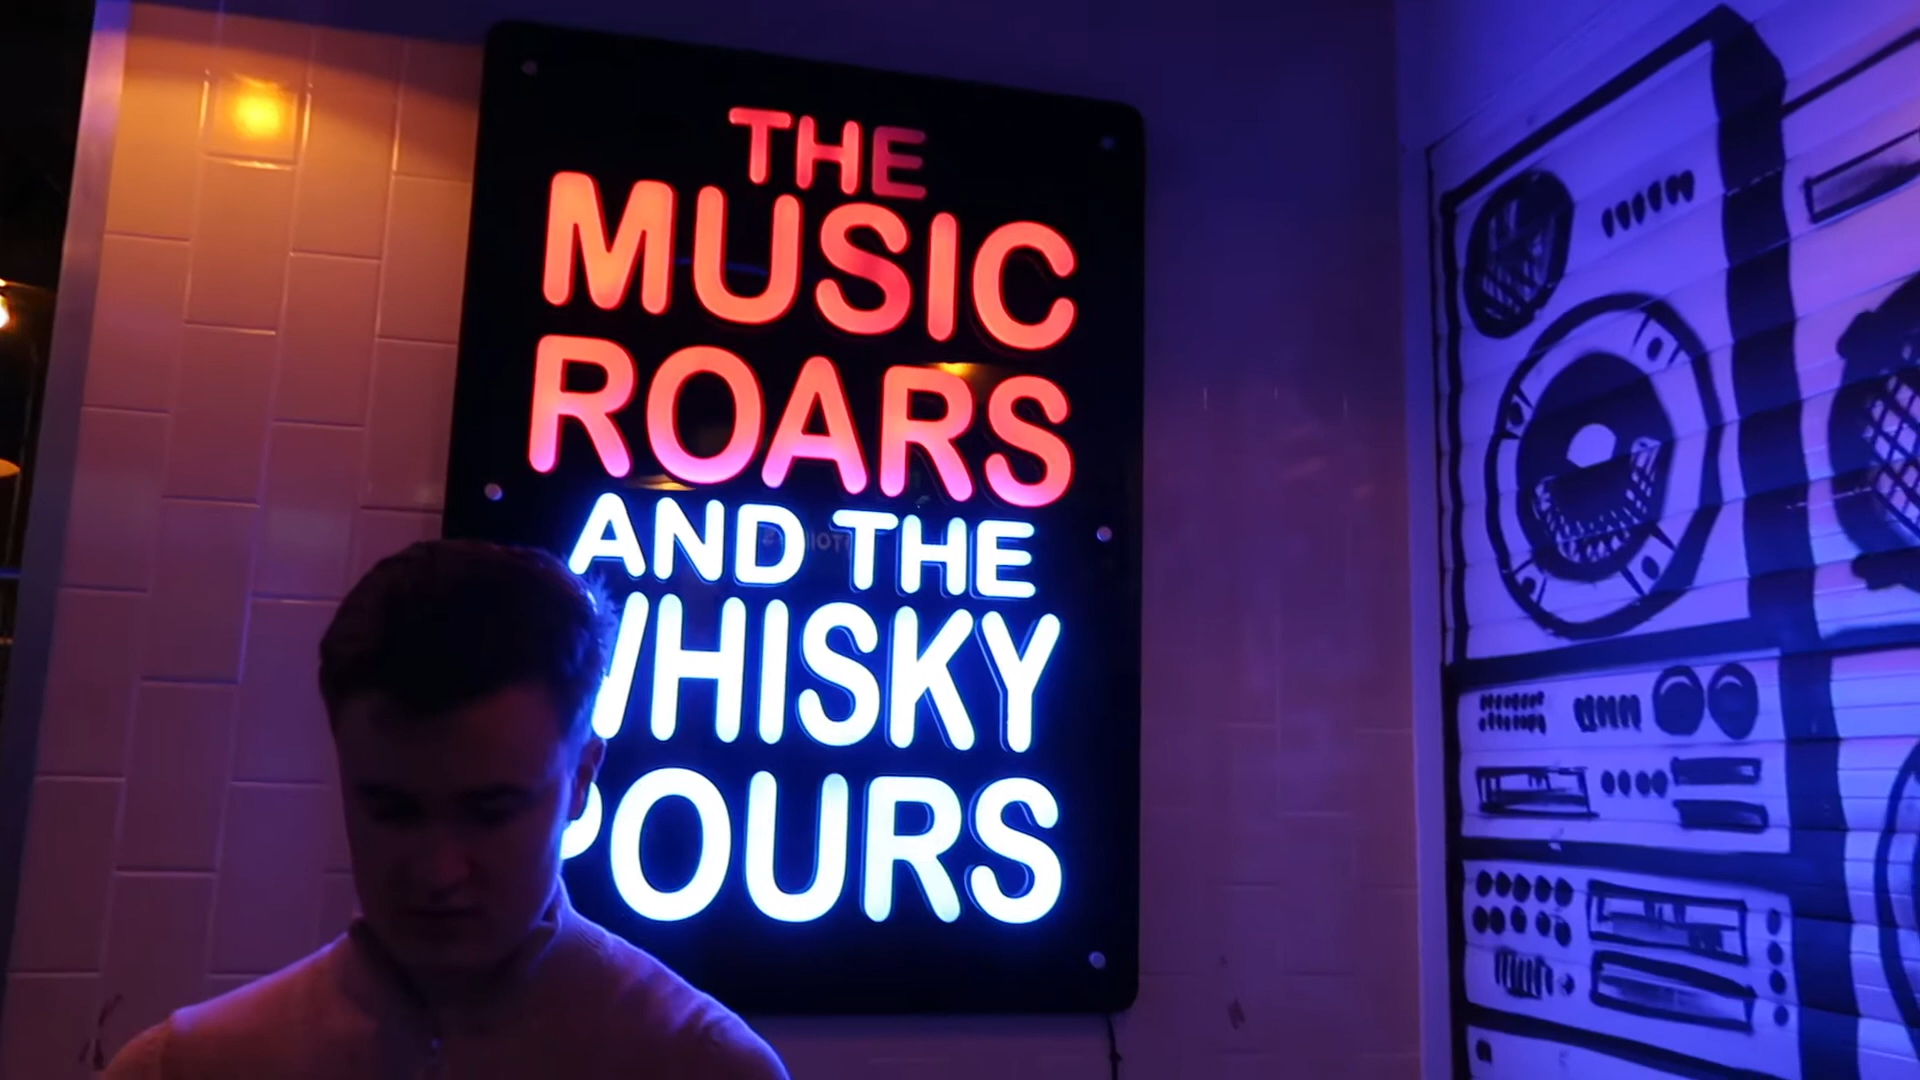 THE
MUSIC
ROARS
AND THE
WHISKY
POURS